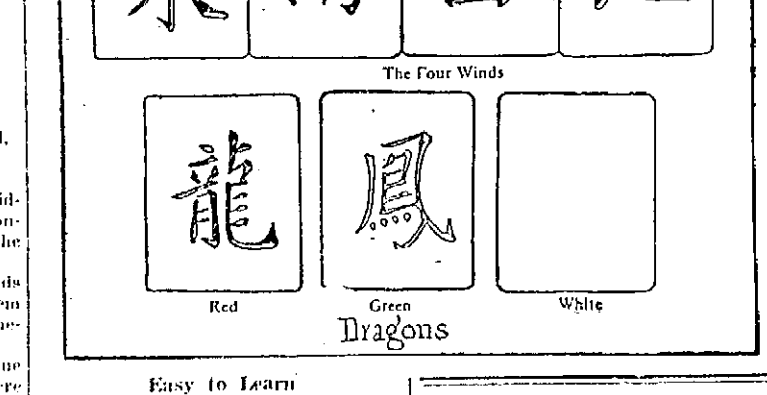 The Four Winds
龍 鳳
Red Green White
Dragons
Easy to Learn